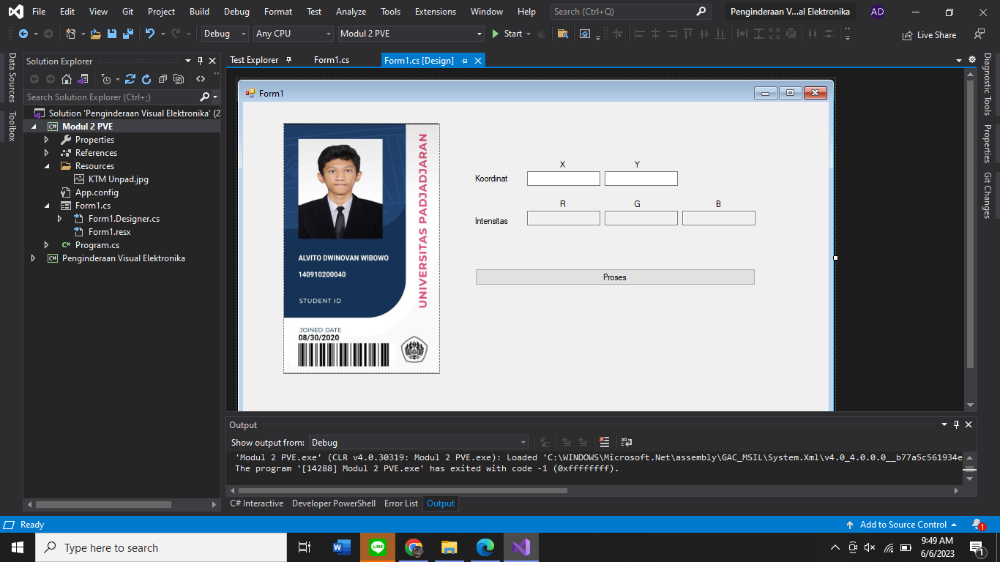 File Edit View Git Project Build Debug Format Test Analyze Tools Extensions Window Help Search (Ctrl+Q) Penginderaan V...al Elektronika AD
Debug Any CPU Modul 2 PVE Start Live Share
Data Sources
Toolbox
Solution Explorer
Search Solution Explorer (Ctrl+;)
Solution 'Penginderaan Visual Elektronika' (2
C# Modul 2 PVE
Properties
References
Resources
KTM Unpad.jpg
App.config
Form1.cs
Form1.Designer.cs
Form1.resx
C# Program.cs
C# Penginderaan Visual Elektronika
Test Explorer Form1.cs Form1.cs [Design]
Form1
UNIVERSITAS PADJADJARAN
ALVITO DWINOVAN WIBOWO
140910200040
STUDENT ID
JOINED DATE
08/30/2020
X Y
Koordinat
R G B
Intensitas
Proses
Diagnostic Tools
Properties
Git Changes
Output
Show output from: Debug
'Modul 2 PVE.exe' (CLR v4.0.30319: Modul 2 PVE.exe): Loaded 'C:\WINDOWS\Microsoft.Net\assembly\GAC_MSIL\System.Xml\v4.0_4.0.0.0__b77a5c561934e
The program '[14288] Modul 2 PVE.exe' has exited with code -1 (0xffffffff).
C# Interactive Developer PowerShell Error List Output
Ready Add to Source Control 1
Type here to search
W
LINE
9:49 AM
6/6/2023
1